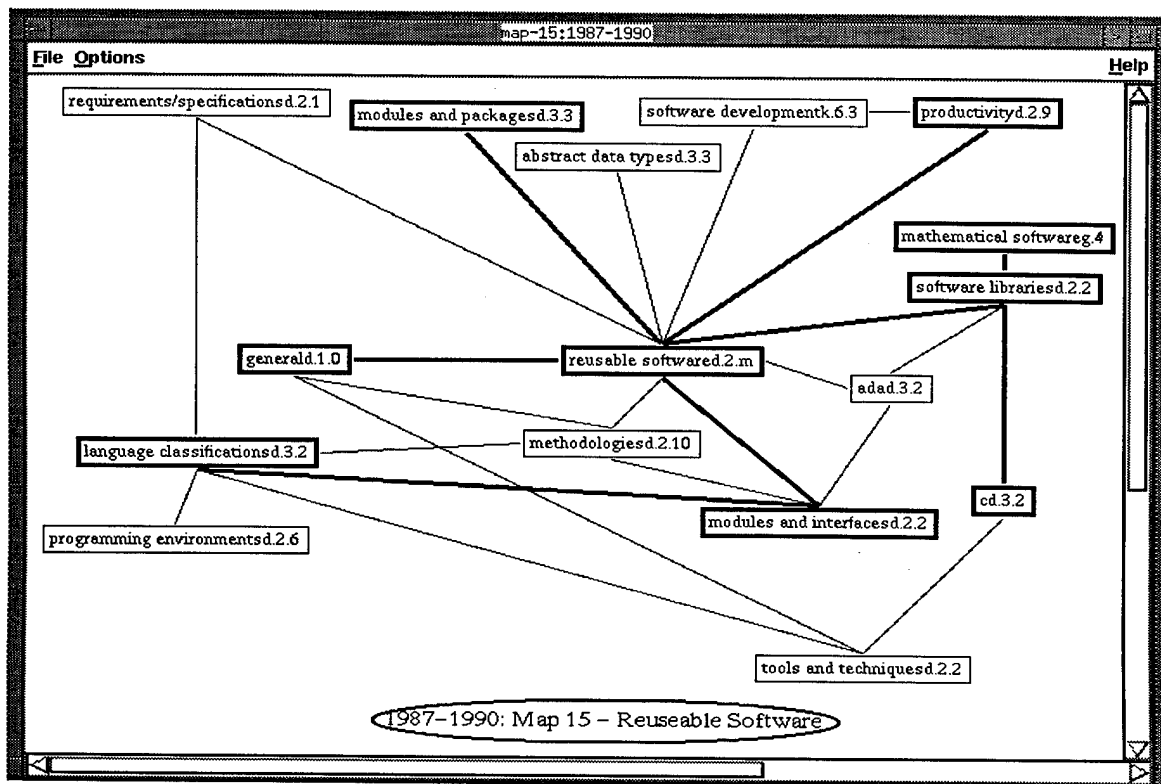 map-15:1987-1990
File Options
Help
requirements/specificationsd.2.1
modules and packagesd.3.3
software developmentk.6.3
productivityd.2.9
abstract data typesd.3.3
mathematical softwareg.4
software librariesd.2.2
generald.1.0
reusable softwared.2.m
adad.3.2
methodologiesd.2.10
language classificationsd.3.2
cd.3.2
modules and interfacesd.2.2
programming environmentsd.2.6
tools and techniquesd.2.2
1987-1990: Map 15 – Reuseable Software